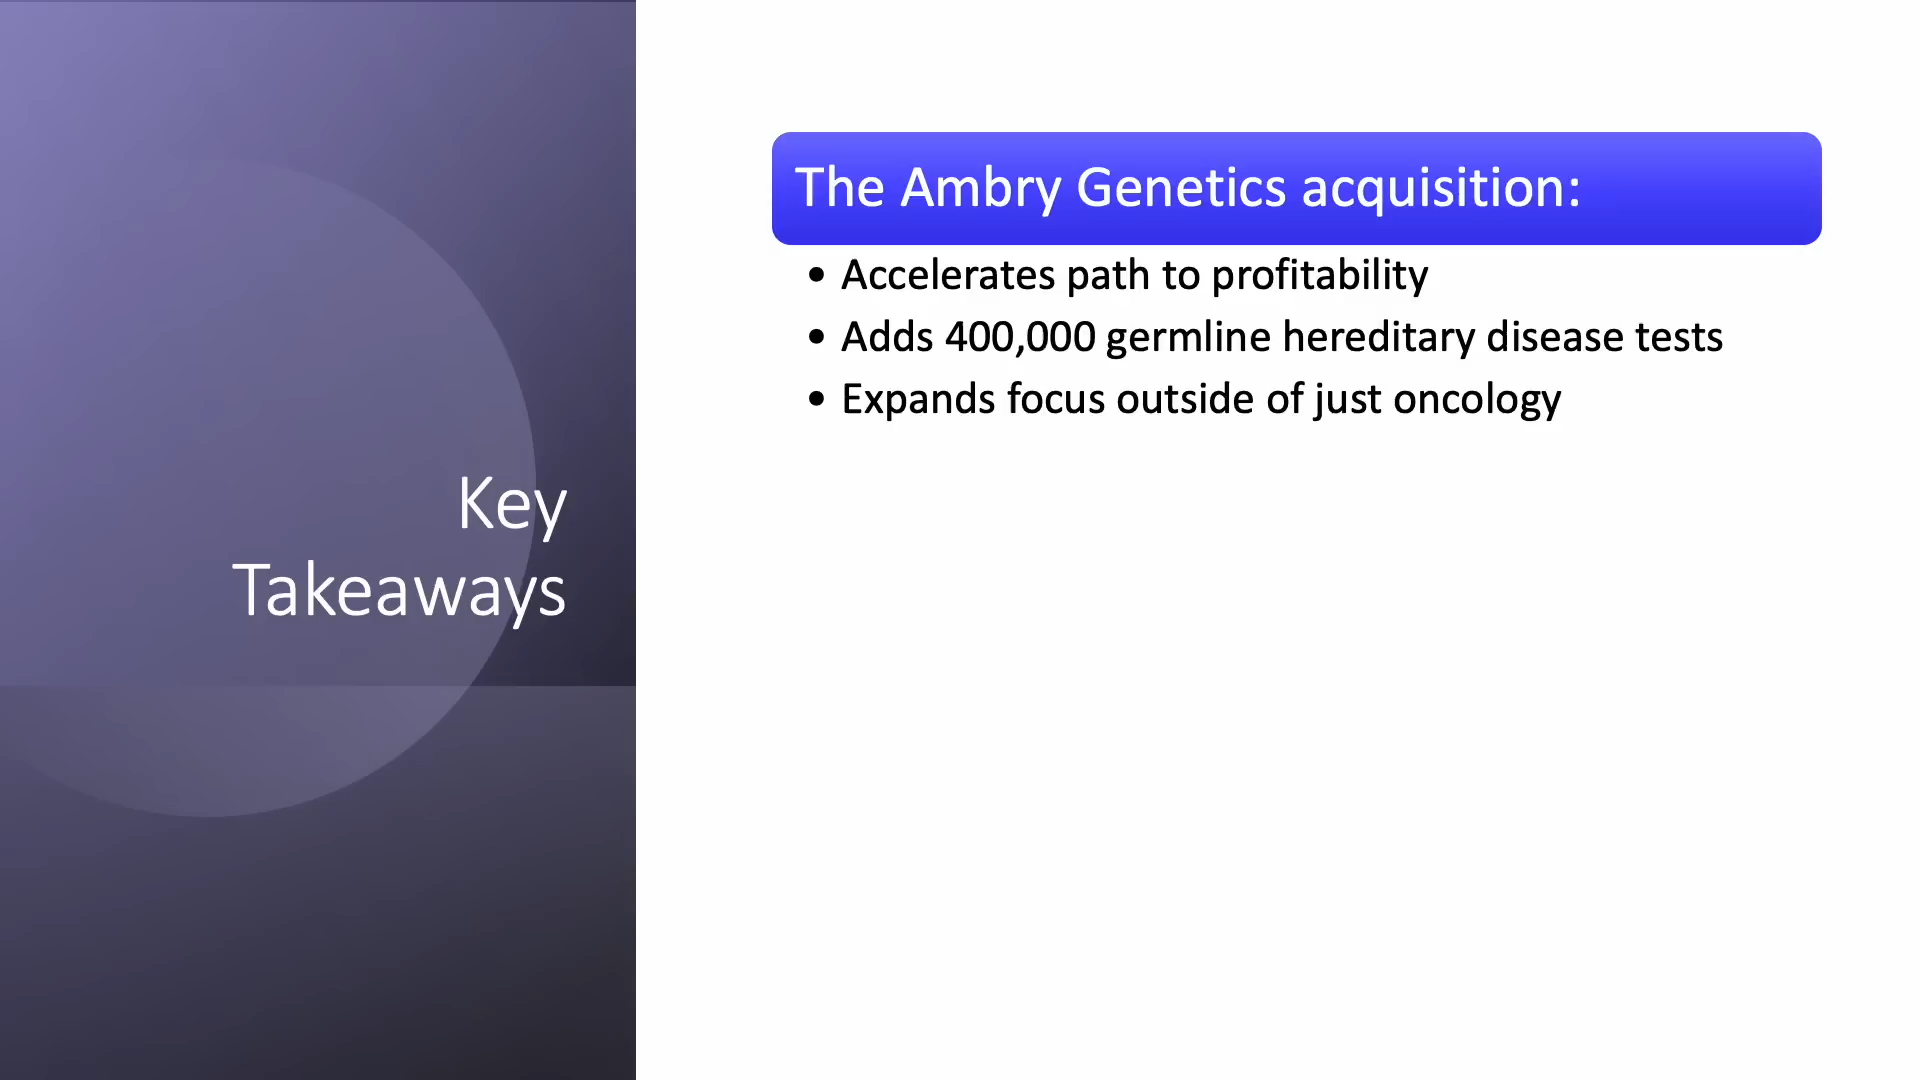 Key
Takeaways
The Ambry Genetics acquisition:
• Accelerates path to profitability
• Adds 400,000 germline hereditary disease tests
• Expands focus outside of just oncology